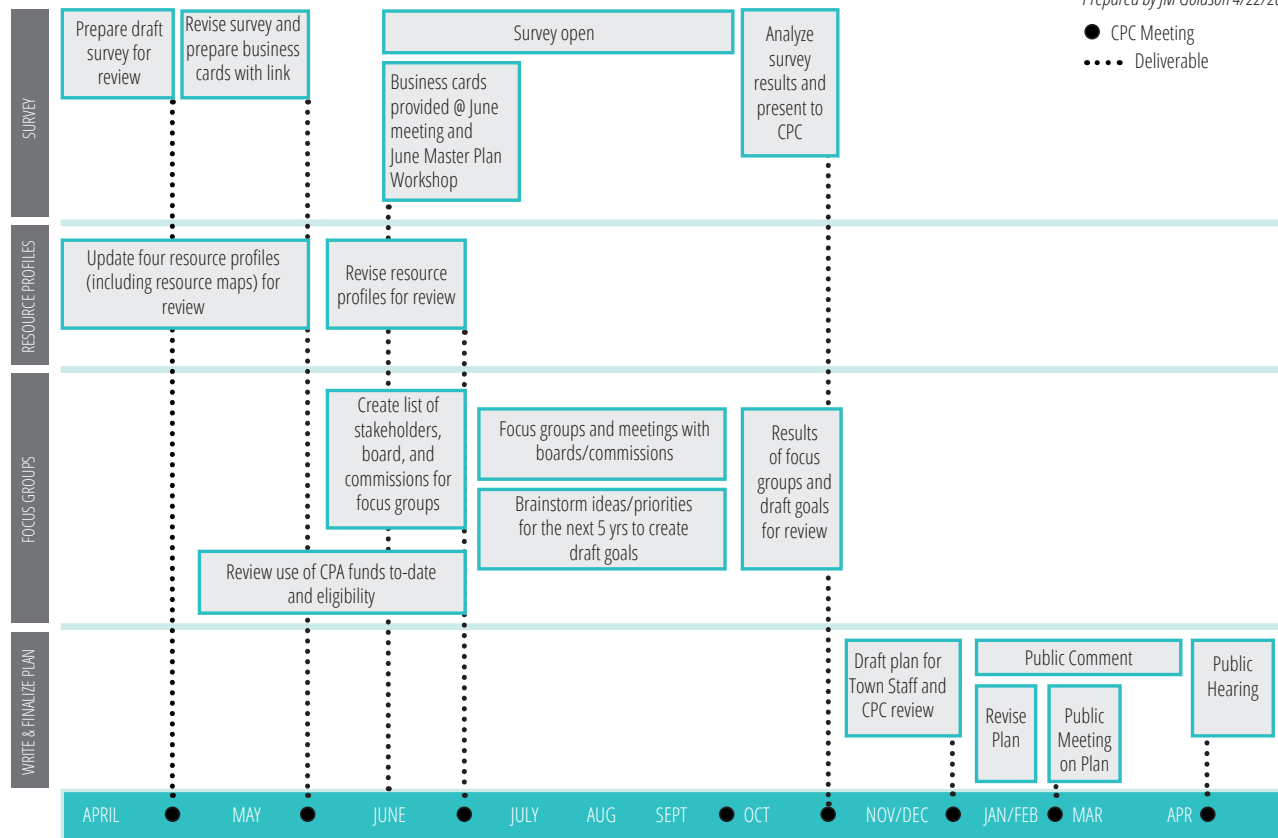 Prepared by JM Goldson
CPC Meeting
Deliverable
SURVEY
Prepare draft
survey for
review
Revise survey and
prepare business
cards with link
Survey open
Business cards
provided @ June
meeting and
June Master Plan
Workshop
Analyze
survey
results and
present to
CPC
RESOURCE PROFILES
Update four resource profiles
(including resource maps) for
review
Revise resource
profiles for review
FOCUS GROUPS
Create list of
stakeholders,
board, and
commissions for
focus groups
Focus groups and meetings with
boards/commissions
Brainstorm ideas/priorities
for the next 5 yrs to create
draft goals
Results
of focus
groups and
draft goals
for review
Review use of CPA funds to-date
and eligibility
WRITE & FINALIZE PLAN
Draft plan for
Town Staff and
CPC review
Public Comment
Revise
Plan
Public
Meeting
on Plan
Public
Hearing
APRIL MAY JUNE JULY AUG SEPT OCT NOV/DEC JAN/FEB MAR APR